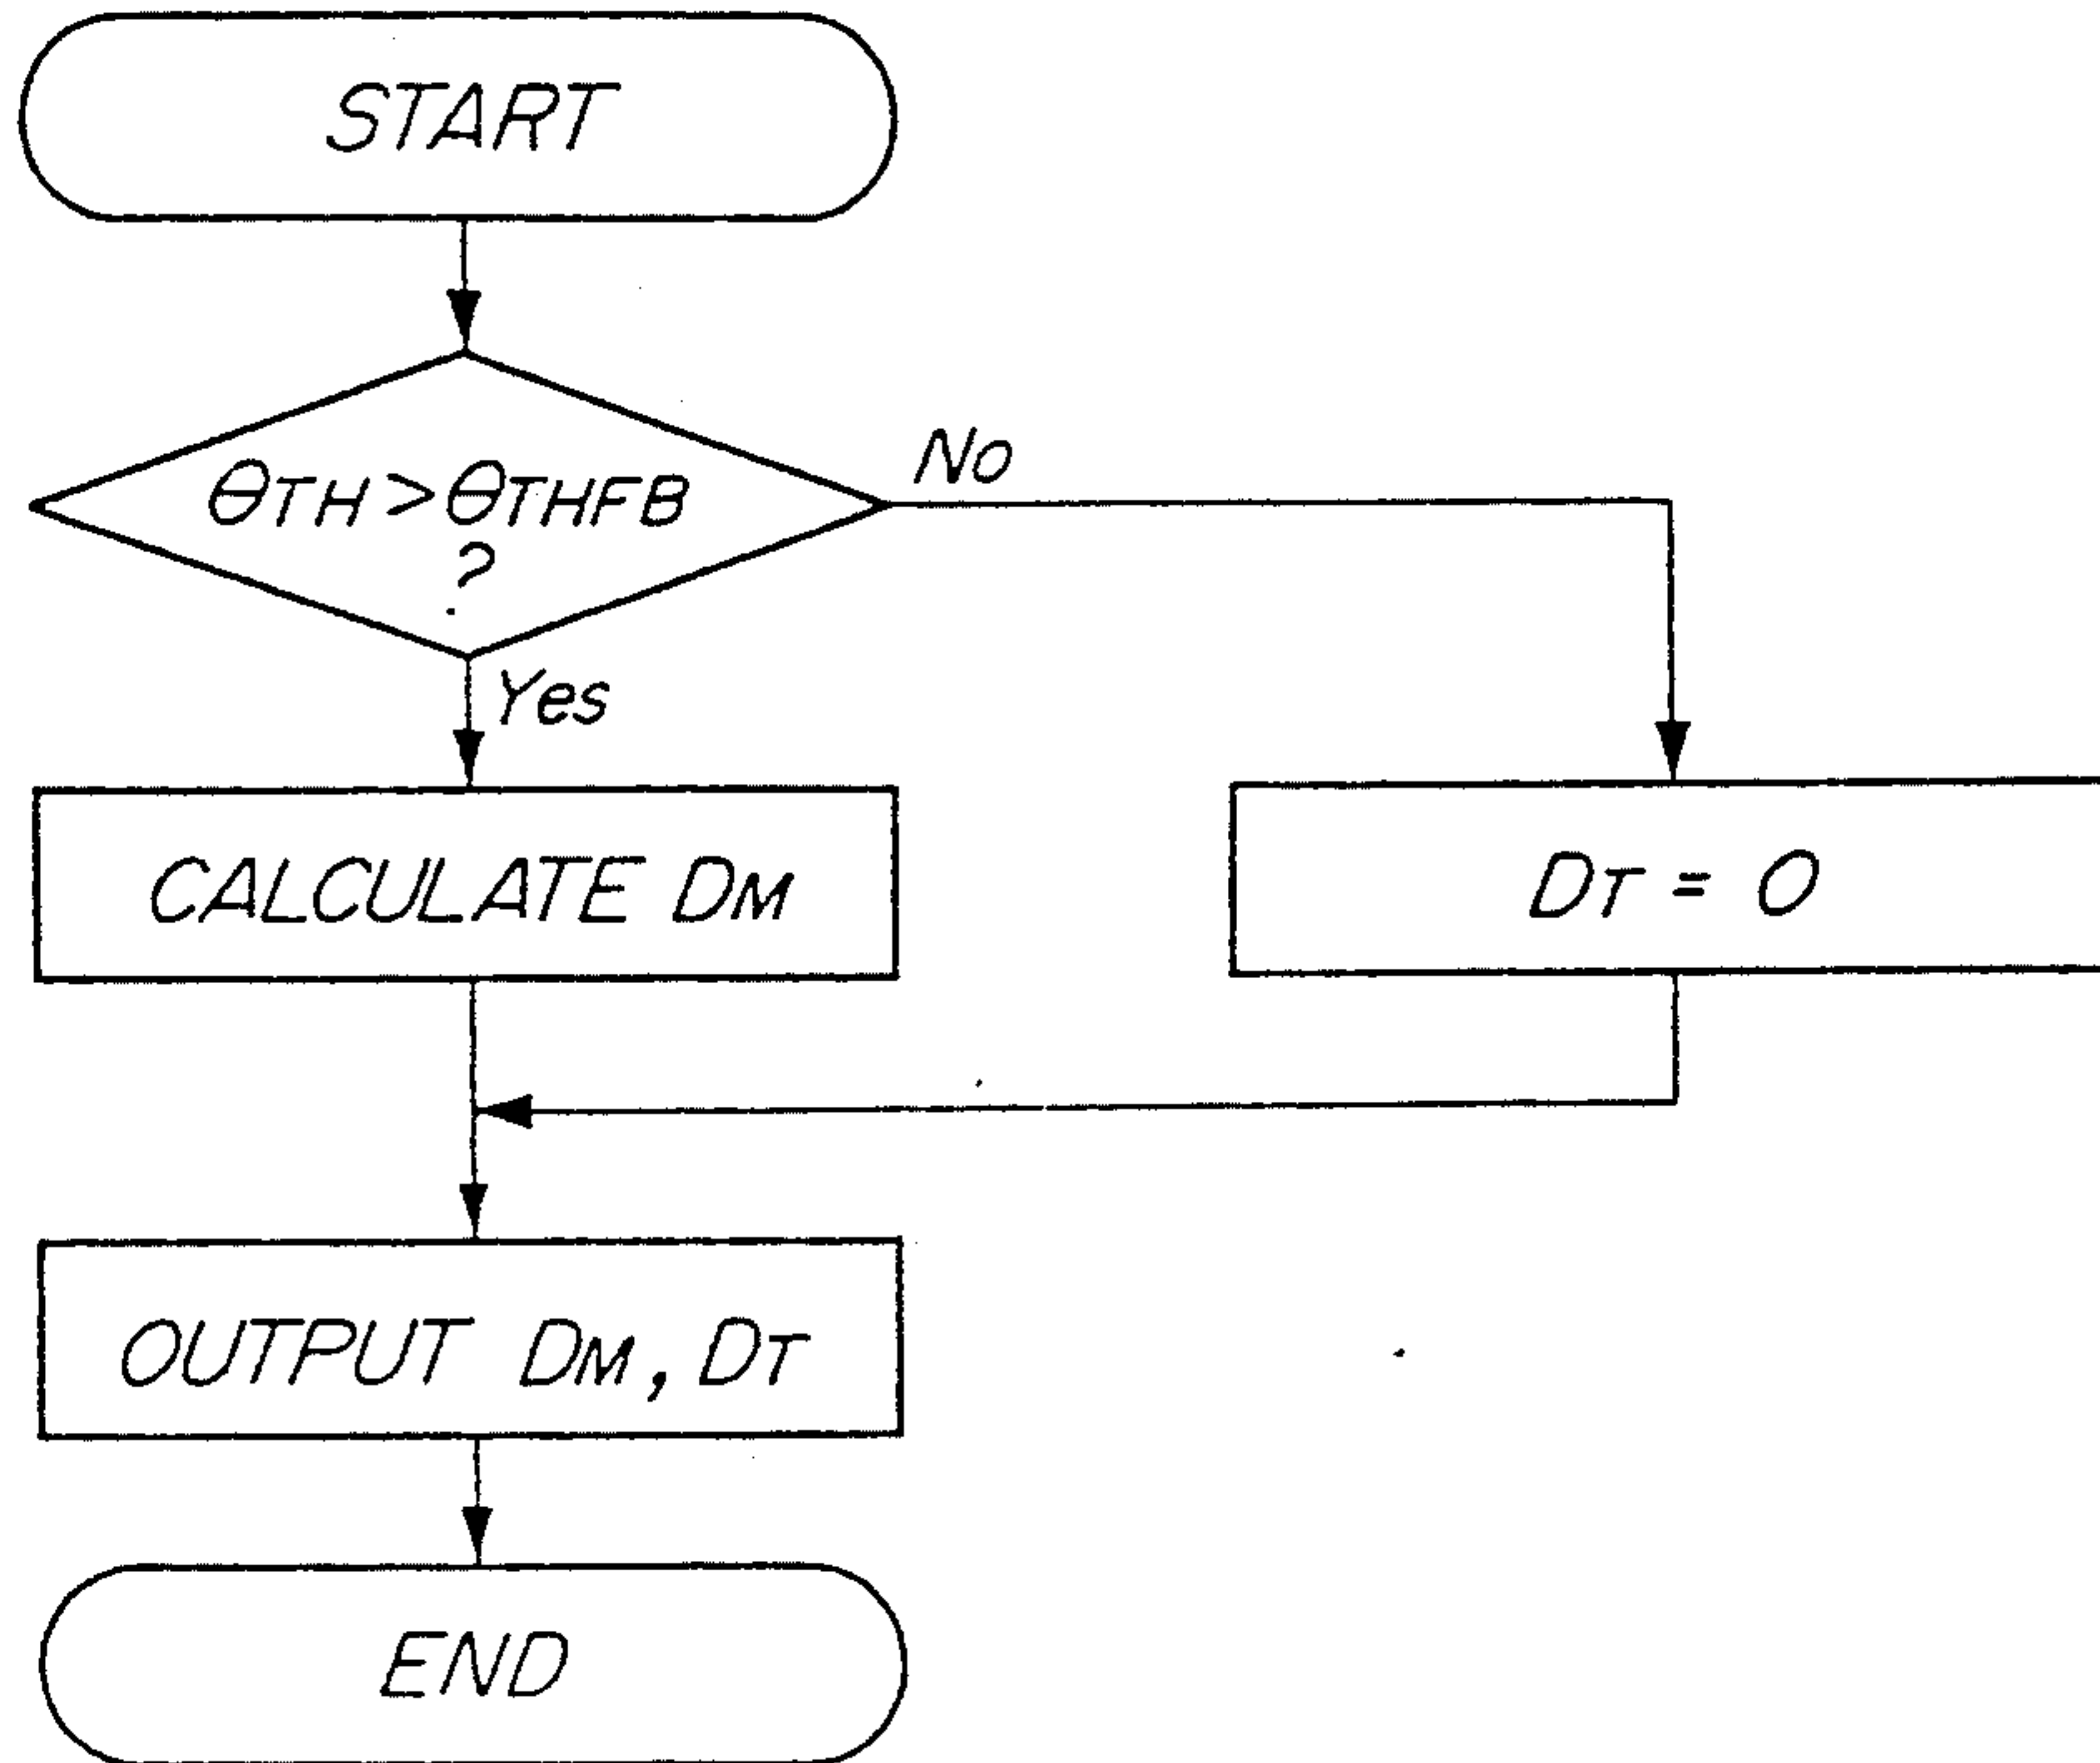 START
θTH>θTHFB
?
No
Yes
CALCULATE DM
DT = 0
OUTPUT DM, DT
END